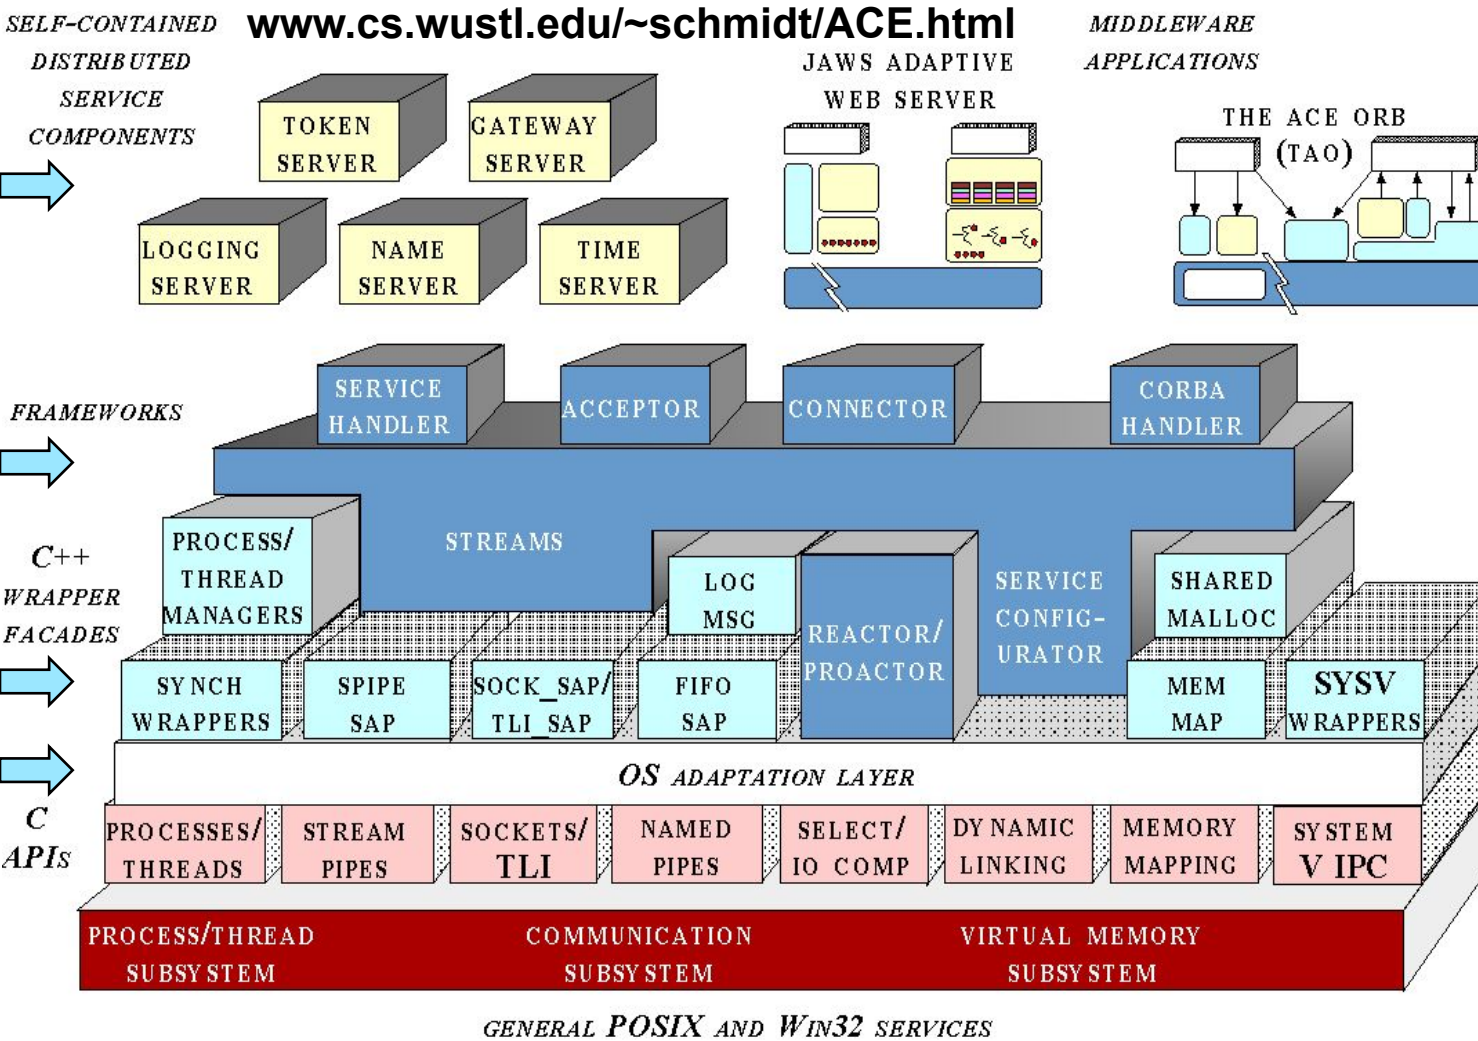 www.cs.wustl.edu/~schmidt/ACE.html
SELF-CONTAINED
DISTRIBUTED
SERVICE
COMPONENTS
TOKEN
SERVER
GATEWAY
SERVER
LOGGING
SERVER
NAME
SERVER
TIME
SERVER
JAWS ADAPTIVE
WEB SERVER
MIDDLEWARE
APPLICATIONS
THE ACE ORB
(TAO)
FRAMEWORKS
SERVICE
HANDLER
ACCEPTOR
CONNECTOR
CORBA
HANDLER
STREAMS
C++
WRAPPER
FACADES
PROCESS/
THREAD
MANAGERS
LOG
MSG
REACTOR/
PROACTOR
SERVICE
CONFIG-
URATOR
SHARED
MALLOC
SYNCH
WRAPPERS
SPIPE
SAP
SOCK_SAP/
TLI_SAP
FIFO
SAP
MEM
MAP
SYSV
WRAPPERS
OS ADAPTATION LAYER
C
APIS
PROCESSES/
THREADS
STREAM
PIPES
SOCKETS/
TLI
NAMED
PIPES
SELECT/
IO COMP
DYNAMIC
LINKING
MEMORY
MAPPING
SYSTEM
V IPC
PROCESS/THREAD
SUBSYSTEM
COMMUNICATION
SUBSYSTEM
VIRTUAL MEMORY
SUBSYSTEM
GENERAL POSIX AND WIN32 SERVICES